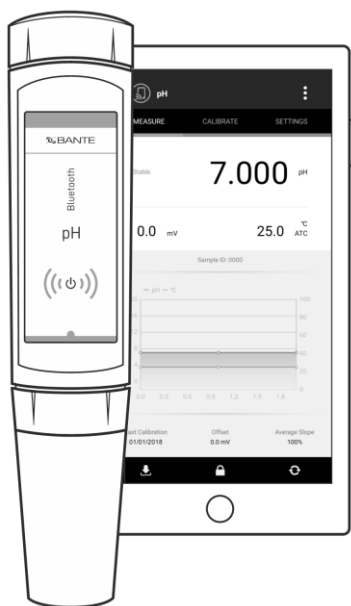 BANTE
Bluetooth
pH
pH
MEASURE
CALIBRATE
SETTINGS
Stable
7.000 pH
0.0 mV
25.0 °C
ATC
Sample ID: 0000
pH °C
100
80
60
40
20
0
0.0 0.3 0.6 0.9 1.2 1.5 1.8
Last Calibration
01/01/2018
Offset
0.0 mV
Average Slope
100%